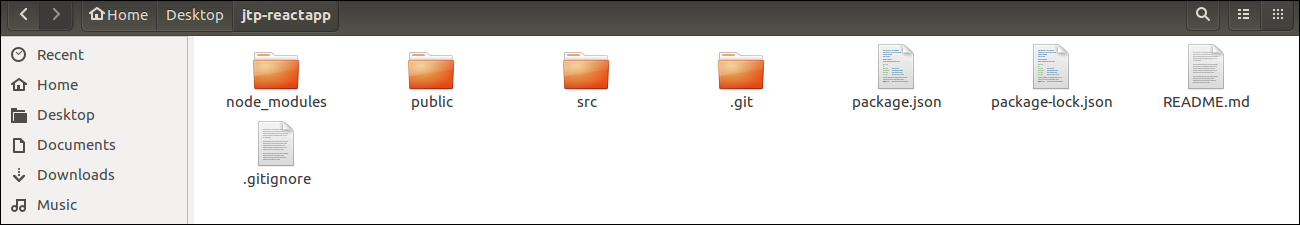 Home Desktop jtp-reactapp
Recent
Home
Desktop
Documents
Downloads
Music
node_modules public src .git package.json package-lock.json README.md
.gitignore